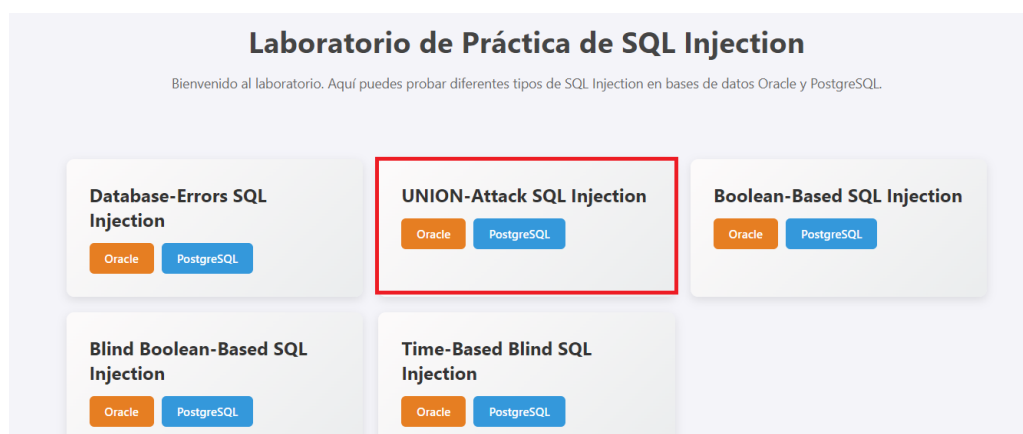 Laboratorio de Práctica de SQL Injection
Bienvenido al laboratorio. Aquí puedes probar diferentes tipos de SQL Injection en bases de datos Oracle y PostgreSQL.
Database-Errors SQL
Injection
Oracle PostgreSQL
UNION-Attack SQL Injection
Oracle PostgreSQL
Boolean-Based SQL Injection
Oracle PostgreSQL
Blind Boolean-Based SQL
Injection
Oracle PostgreSQL
Time-Based Blind SQL
Injection
Oracle PostgreSQL